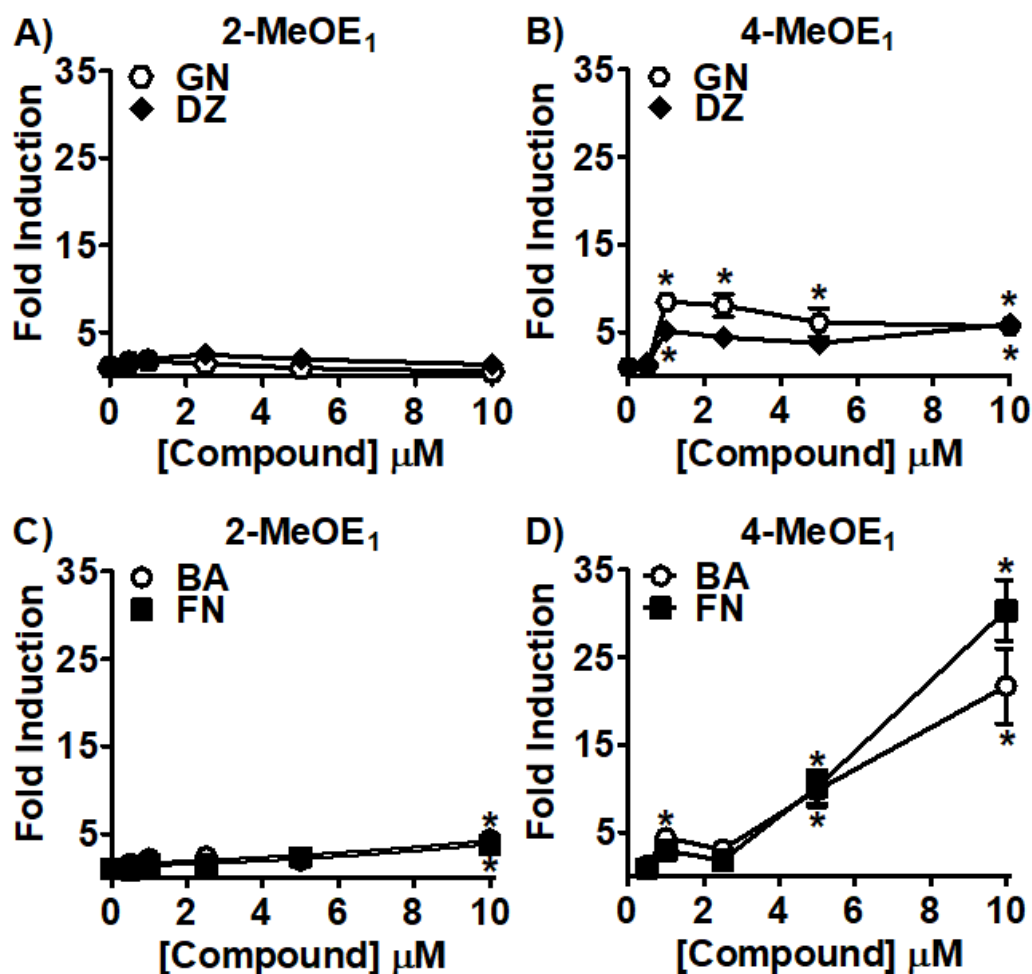 A) 2-MeOE₁
GN
DZ
Fold Induction
35
25
15
5
0 2 4 6 8 10
[Compound] μM
B) 4-MeOE₁
GN
DZ
Fold Induction
35
25
15
5
* * *
*
*
*
0 2 4 6 8 10
[Compound] μM
C) 2-MeOE₁
BA
FN
Fold Induction
35
25
15
5
*
*
0 2 4 6 8 10
[Compound] μM
D) 4-MeOE₁
BA
FN
Fold Induction
35
25
15
5
*
*
*
*
*
0 2 4 6 8 10
[Compound] μM